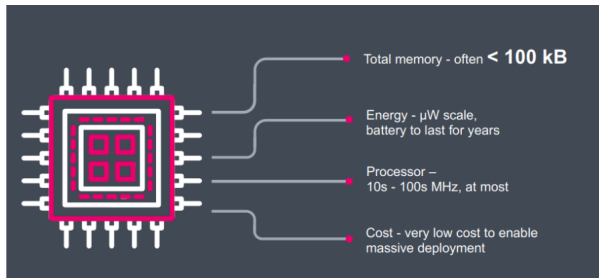 Total memory - often < 100 kB
Energy - µW scale,
battery to last for years
Processor –
10s - 100s MHz, at most
Cost - very low cost to enable
massive deployment